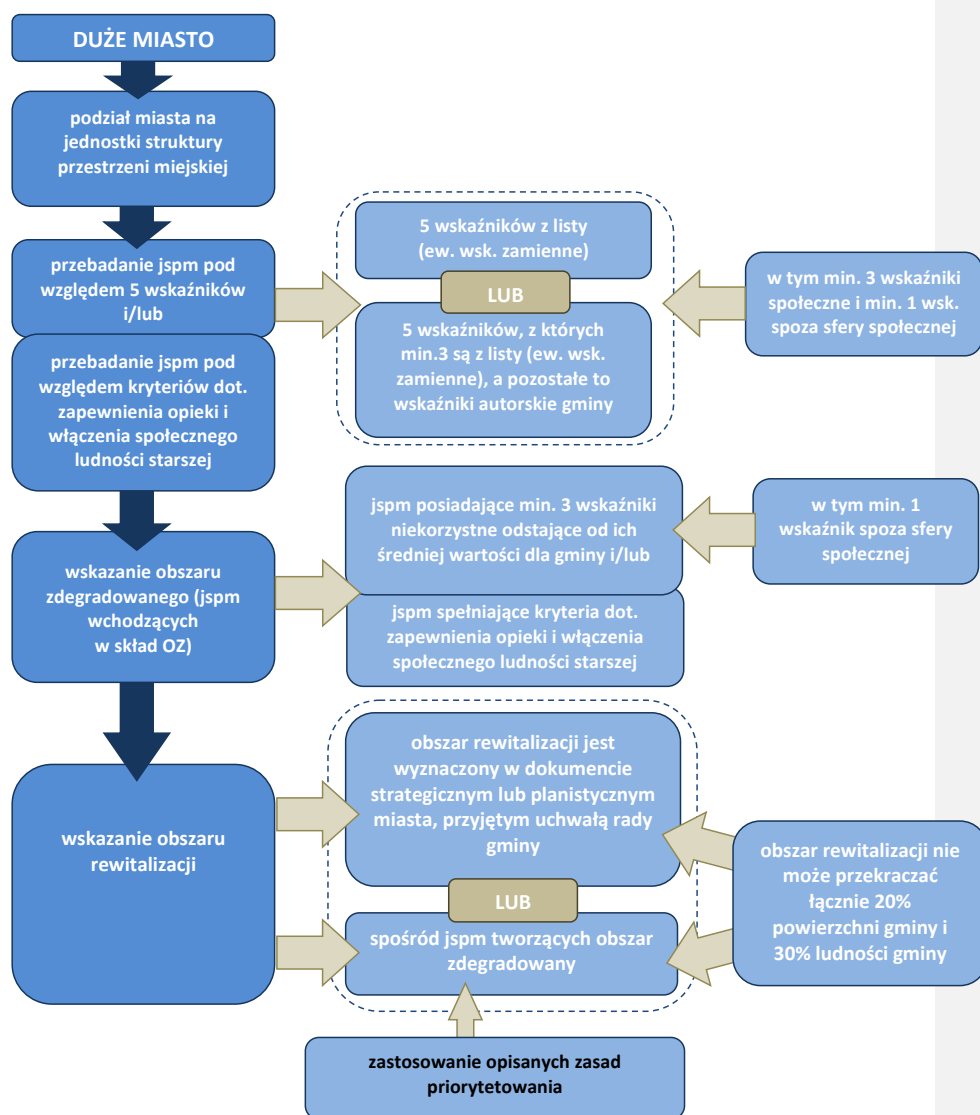 DUŻE MIASTO
podział miasta na
jednostki struktury
przestrzeni miejskiej
przebadanie jspm pod
względem 5 wskaźników
i/lub
5 wskaźników z listy
(ew. wsk. zamienne)
LUB
5 wskaźników, z których
min.3 są z listy (ew. wsk.
zamienne), a pozostałe to
wskaźniki autorskie gminy
w tym min. 3 wskaźniki
społeczne i min. 1 wsk.
spoza sfery społecznej
przebadanie jspm pod
względem kryteriów dot.
zapewnienia opieki i
włączenia społecznego
ludności starszej
wskazanie obszaru
zdegradowanego (jspm
wchodzących
w skład OZ)
jspm posiadające min. 3 wskaźniki
niekorzystne odstające od ich
średniej wartości dla gminy i/lub
w tym min. 1
wskaźnik spoza sfery
społecznej
jspm spełniające kryteria dot.
zapewnienia opieki i włączenia
społecznego ludności starszej
wskazanie obszaru
rewitalizacji
obszar rewitalizacji jest
wyznaczony w dokumencie
strategicznym lub planistycznym
miasta, przyjętym uchwałą rady
gminy
LUB
spośród jspm tworzących obszar
zdegradowany
obszar rewitalizacji nie
może przekraczać
łącznie 20%
powierzchni gminy i
30% ludności gminy
zastosowanie opisanych zasad
priorytetowania